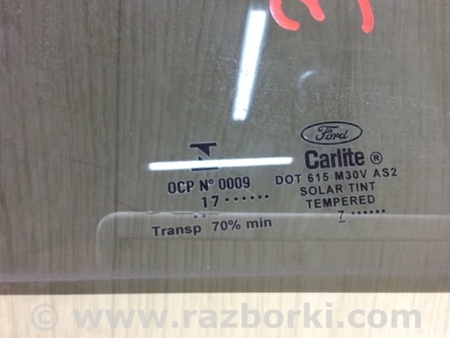 N
OCP Nº 0009
17······
Transp 70% min
Ford
Carlite ®
DOT 615 M30V AS2
SOLAR TINT
TEMPERED
7······
© www.razborki.com